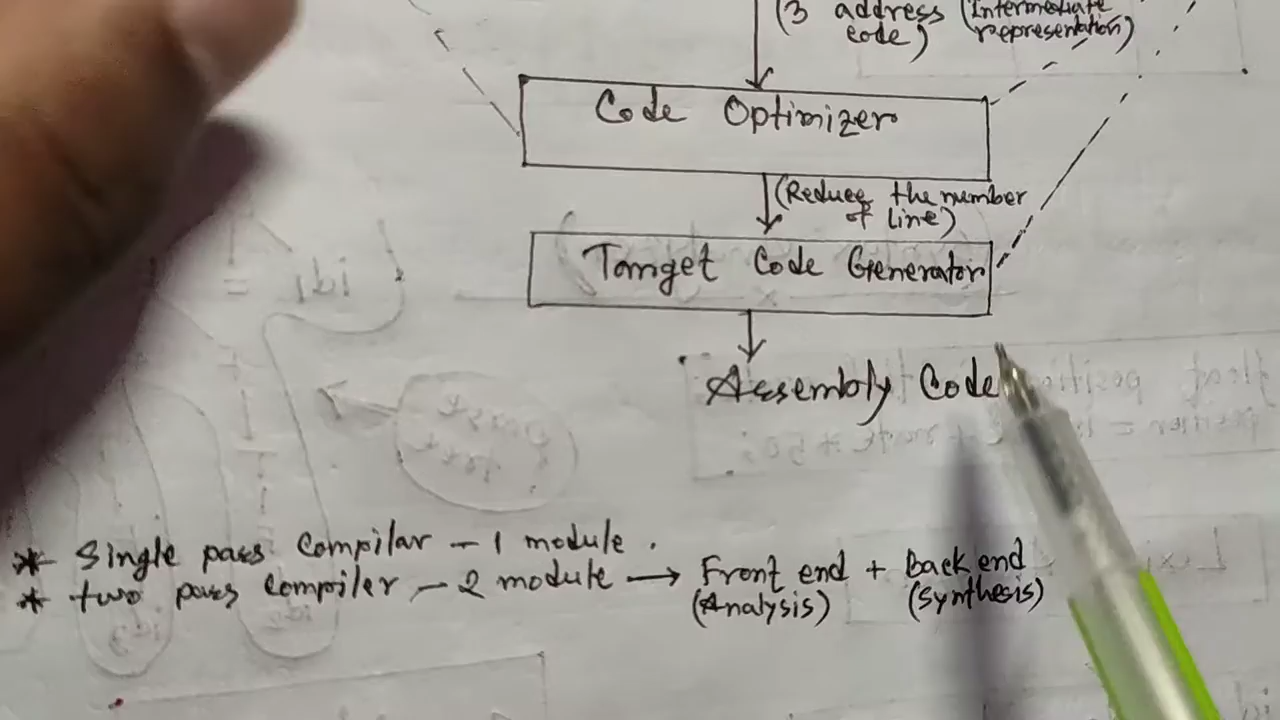 (3 address (Intermediate
code) representation)
Code Optimizer
(Reduce the number
of line)
Target Code Generator
Assembly Code
* Single pass compilar - 1 module.
* two pass compiler - 2 module → Front end + Back end
(Analysis) (Synthesis)